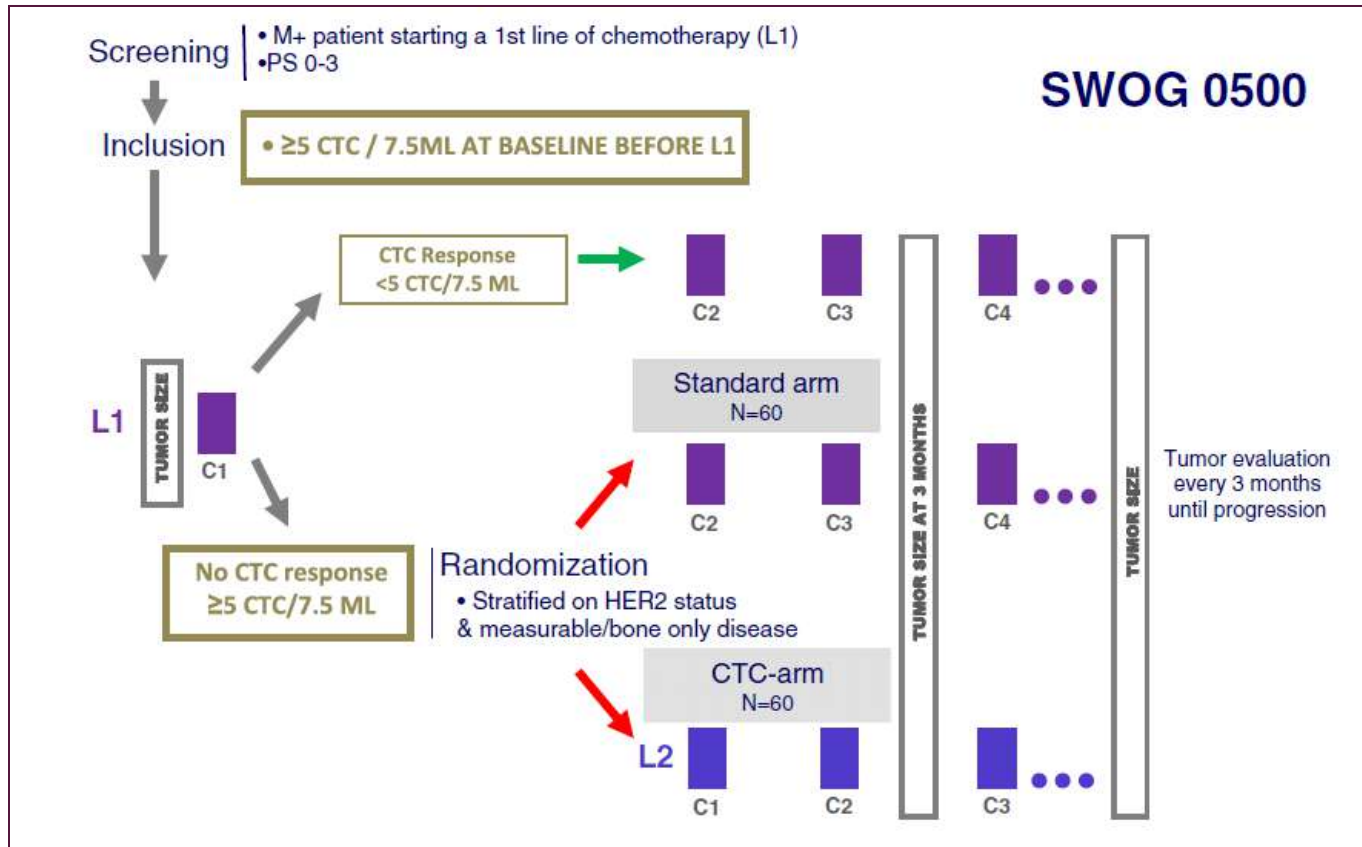 Screening
• M+ patient starting a 1st line of chemotherapy (L1)
•PS 0-3
SWOG 0500
Inclusion
• ≥5 CTC / 7.5ML AT BASELINE BEFORE L1
CTC Response
<5 CTC/7.5 ML
C2
C3
C4
L1
TUMOR SIZE
C1
Standard arm
N=60
C2
C3
TUMOR SIZE AT 3 MONTHS
C4
TUMOR SIZE
Tumor evaluation
every 3 months
until progression
No CTC response
≥5 CTC/7.5 ML
Randomization
• Stratified on HER2 status
& measurable/bone only disease
CTC-arm
N=60
L2
C1
C2
C3